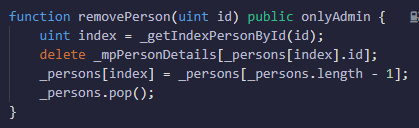 function removePerson(uint id) public onlyAdmin {
    uint index = _getIndexPersonById(id);
    delete _mpPersonDetails[_persons[index].id];
    _persons[index] = _persons[_persons.length - 1];
    _persons.pop();
}